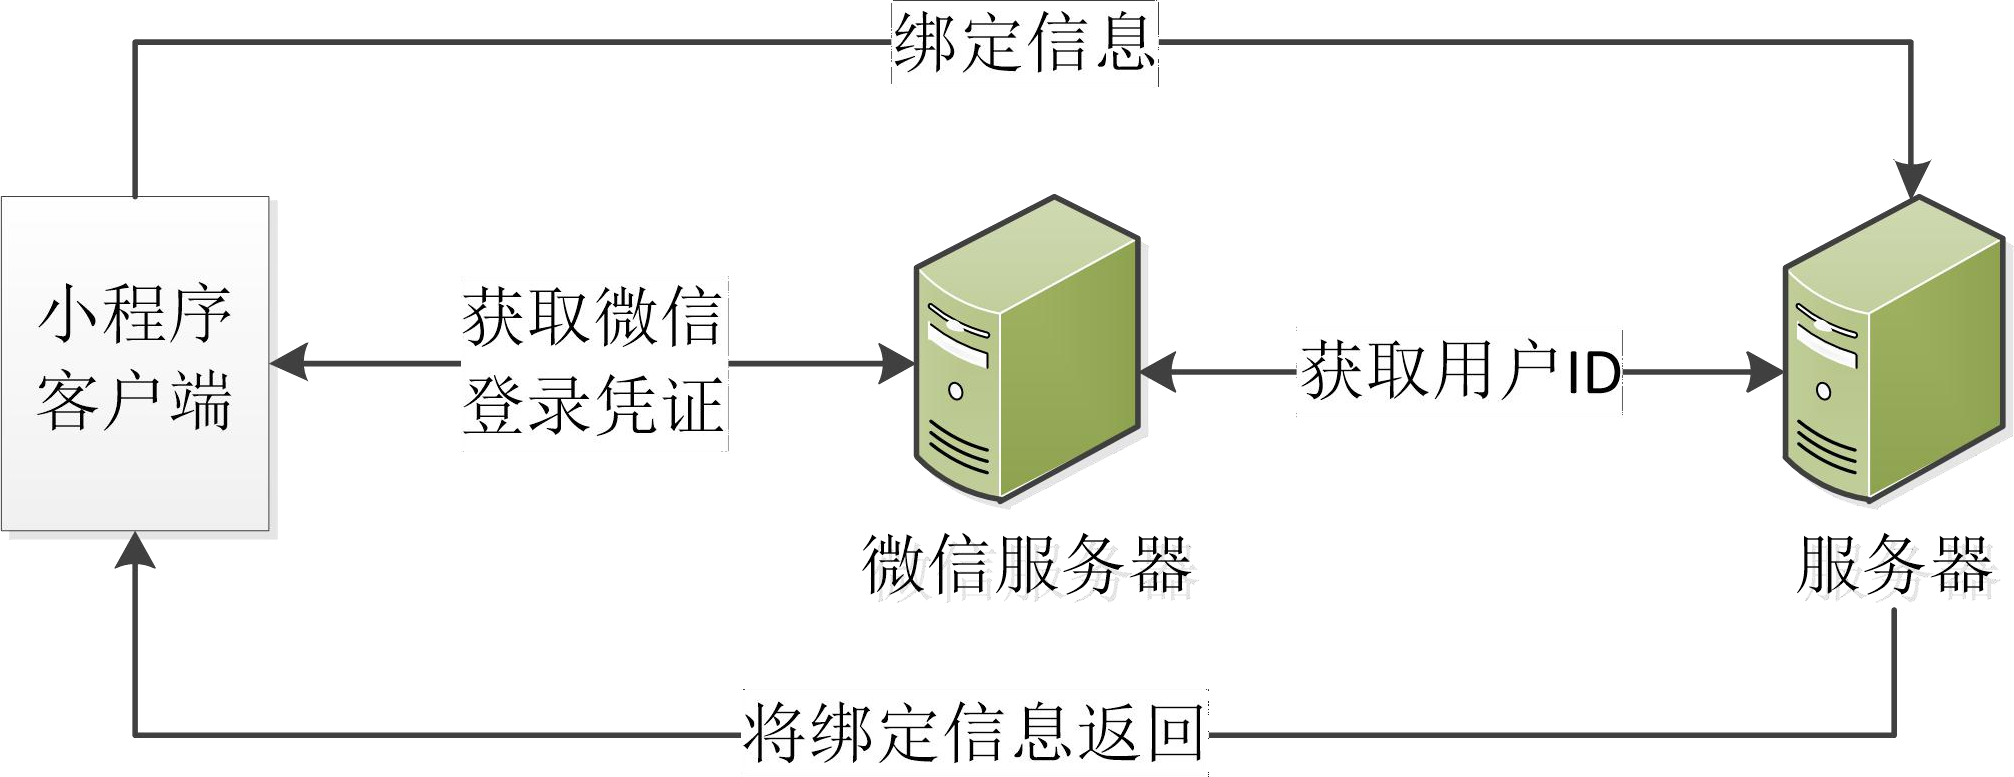 绑定信息
小程序
客户端
获取微信
登录凭证
获取用户ID
微信服务器
服务器
将绑定信息返回